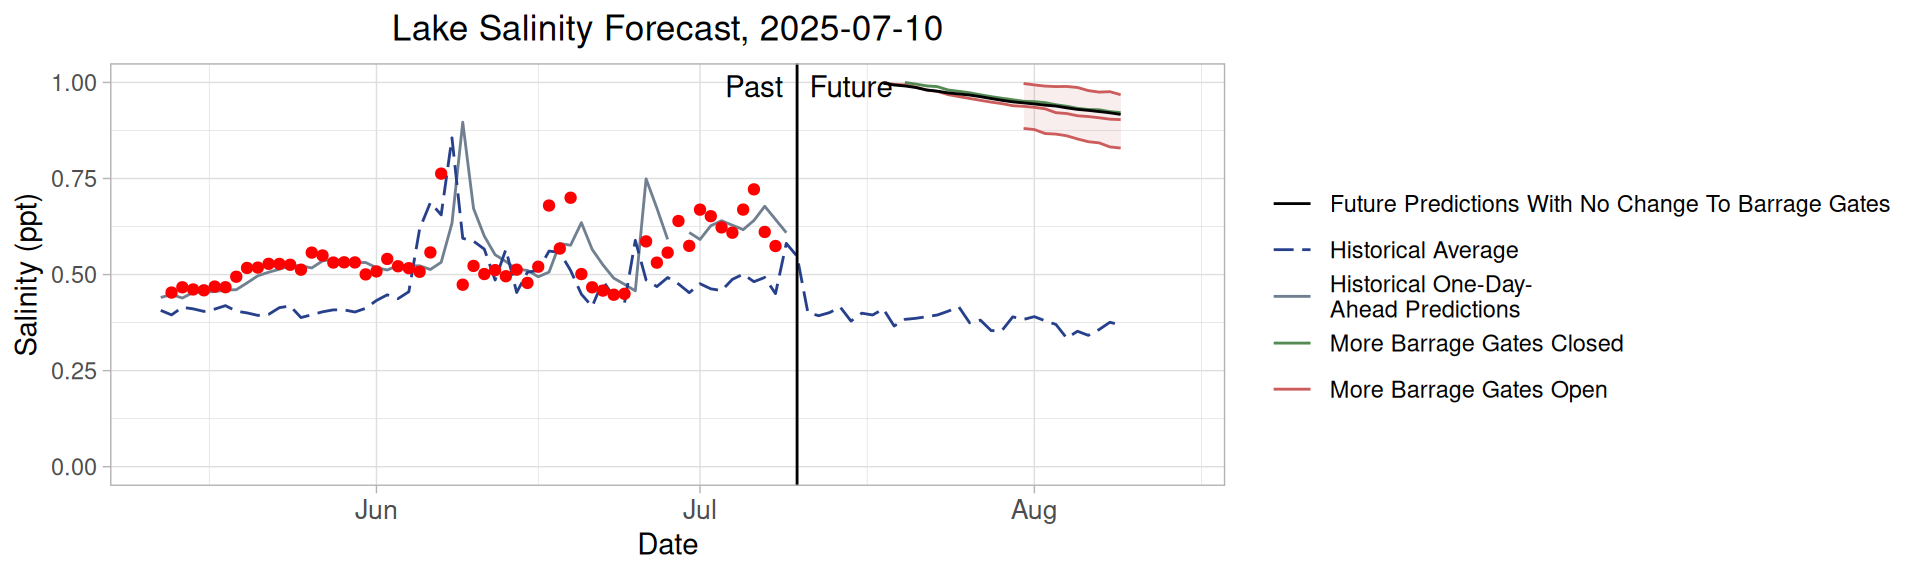 Lake Salinity Forecast, 2025-07-10
Past
Future
1.00
0.75
0.50
0.25
0.00
Salinity (ppt)
Jun
Jul
Aug
Date
Future Predictions With No Change To Barrage Gates
Historical Average
Historical One-Day-
Ahead Predictions
More Barrage Gates Closed
More Barrage Gates Open